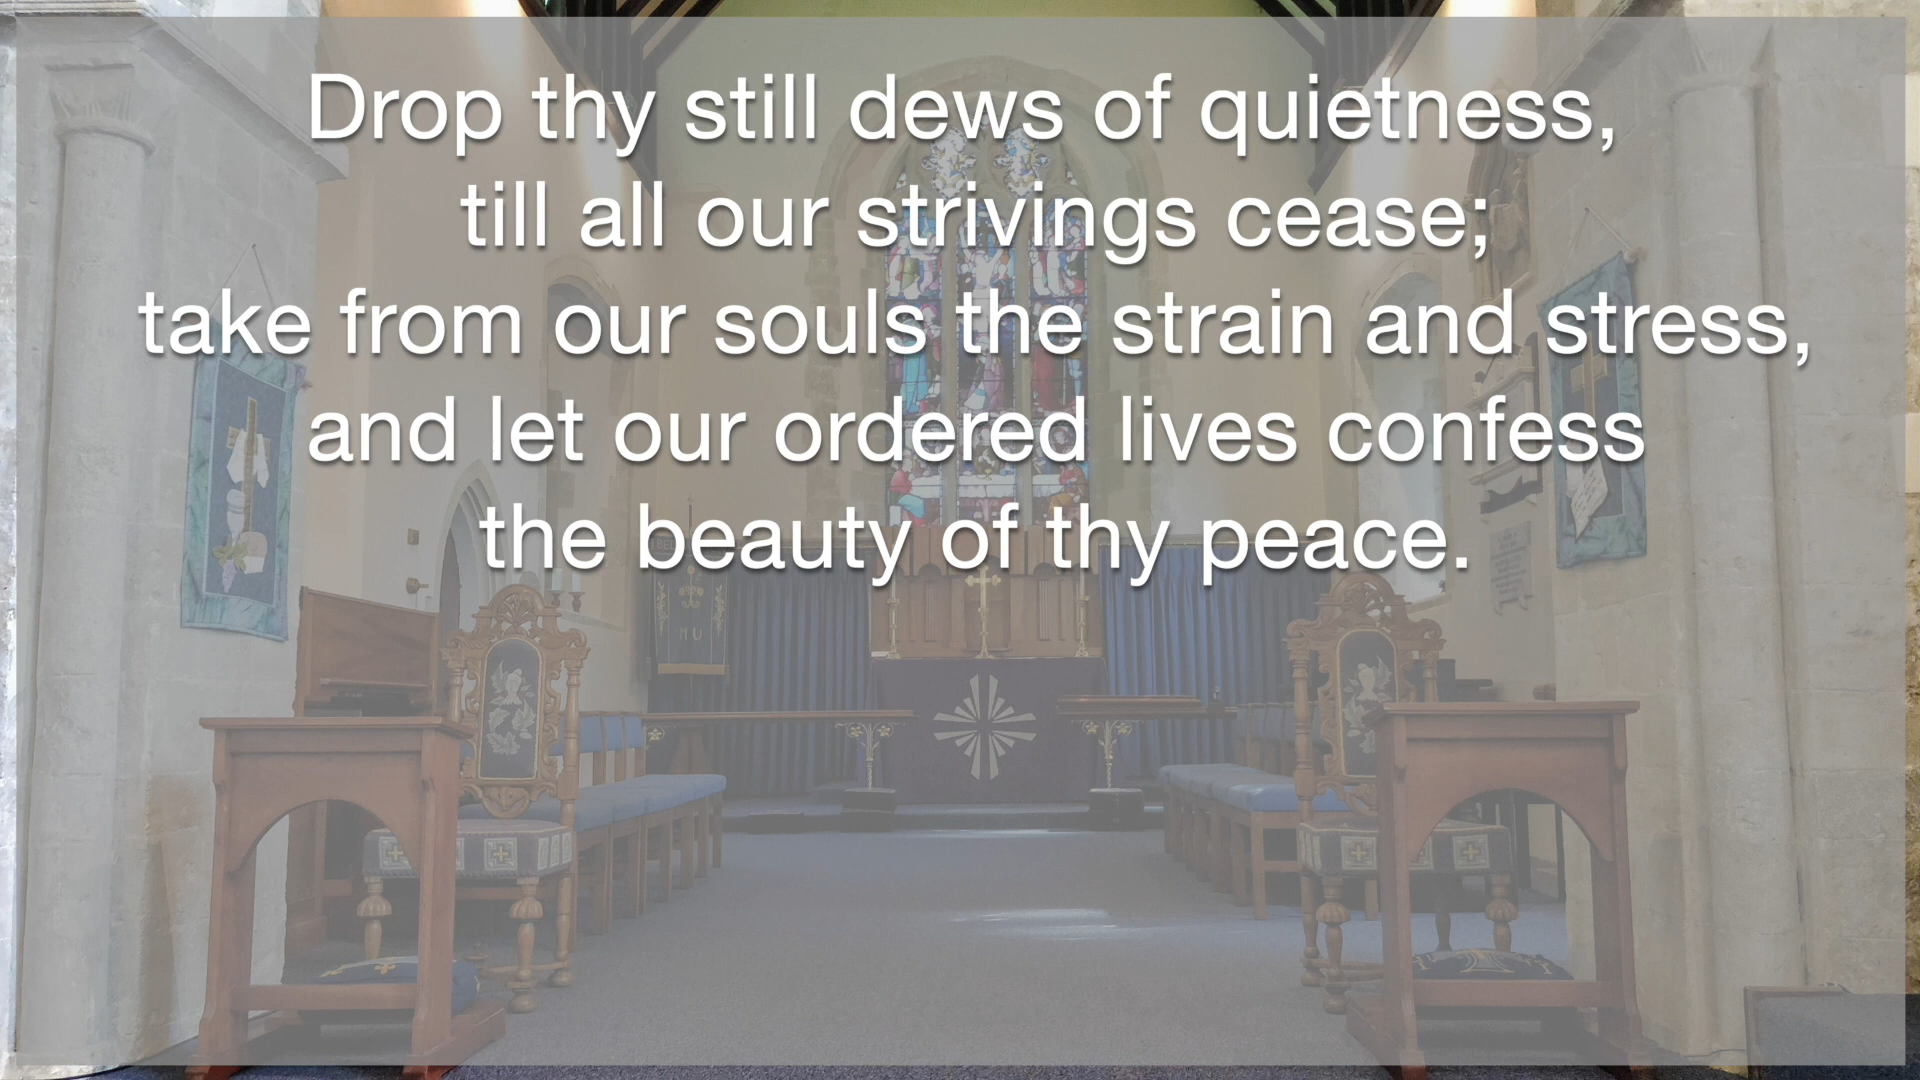 Drop thy still dews of quietness,
till all our strivings cease;
take from our souls the strain and stress,
and let our ordered lives confess
the beauty of thy peace.
MU